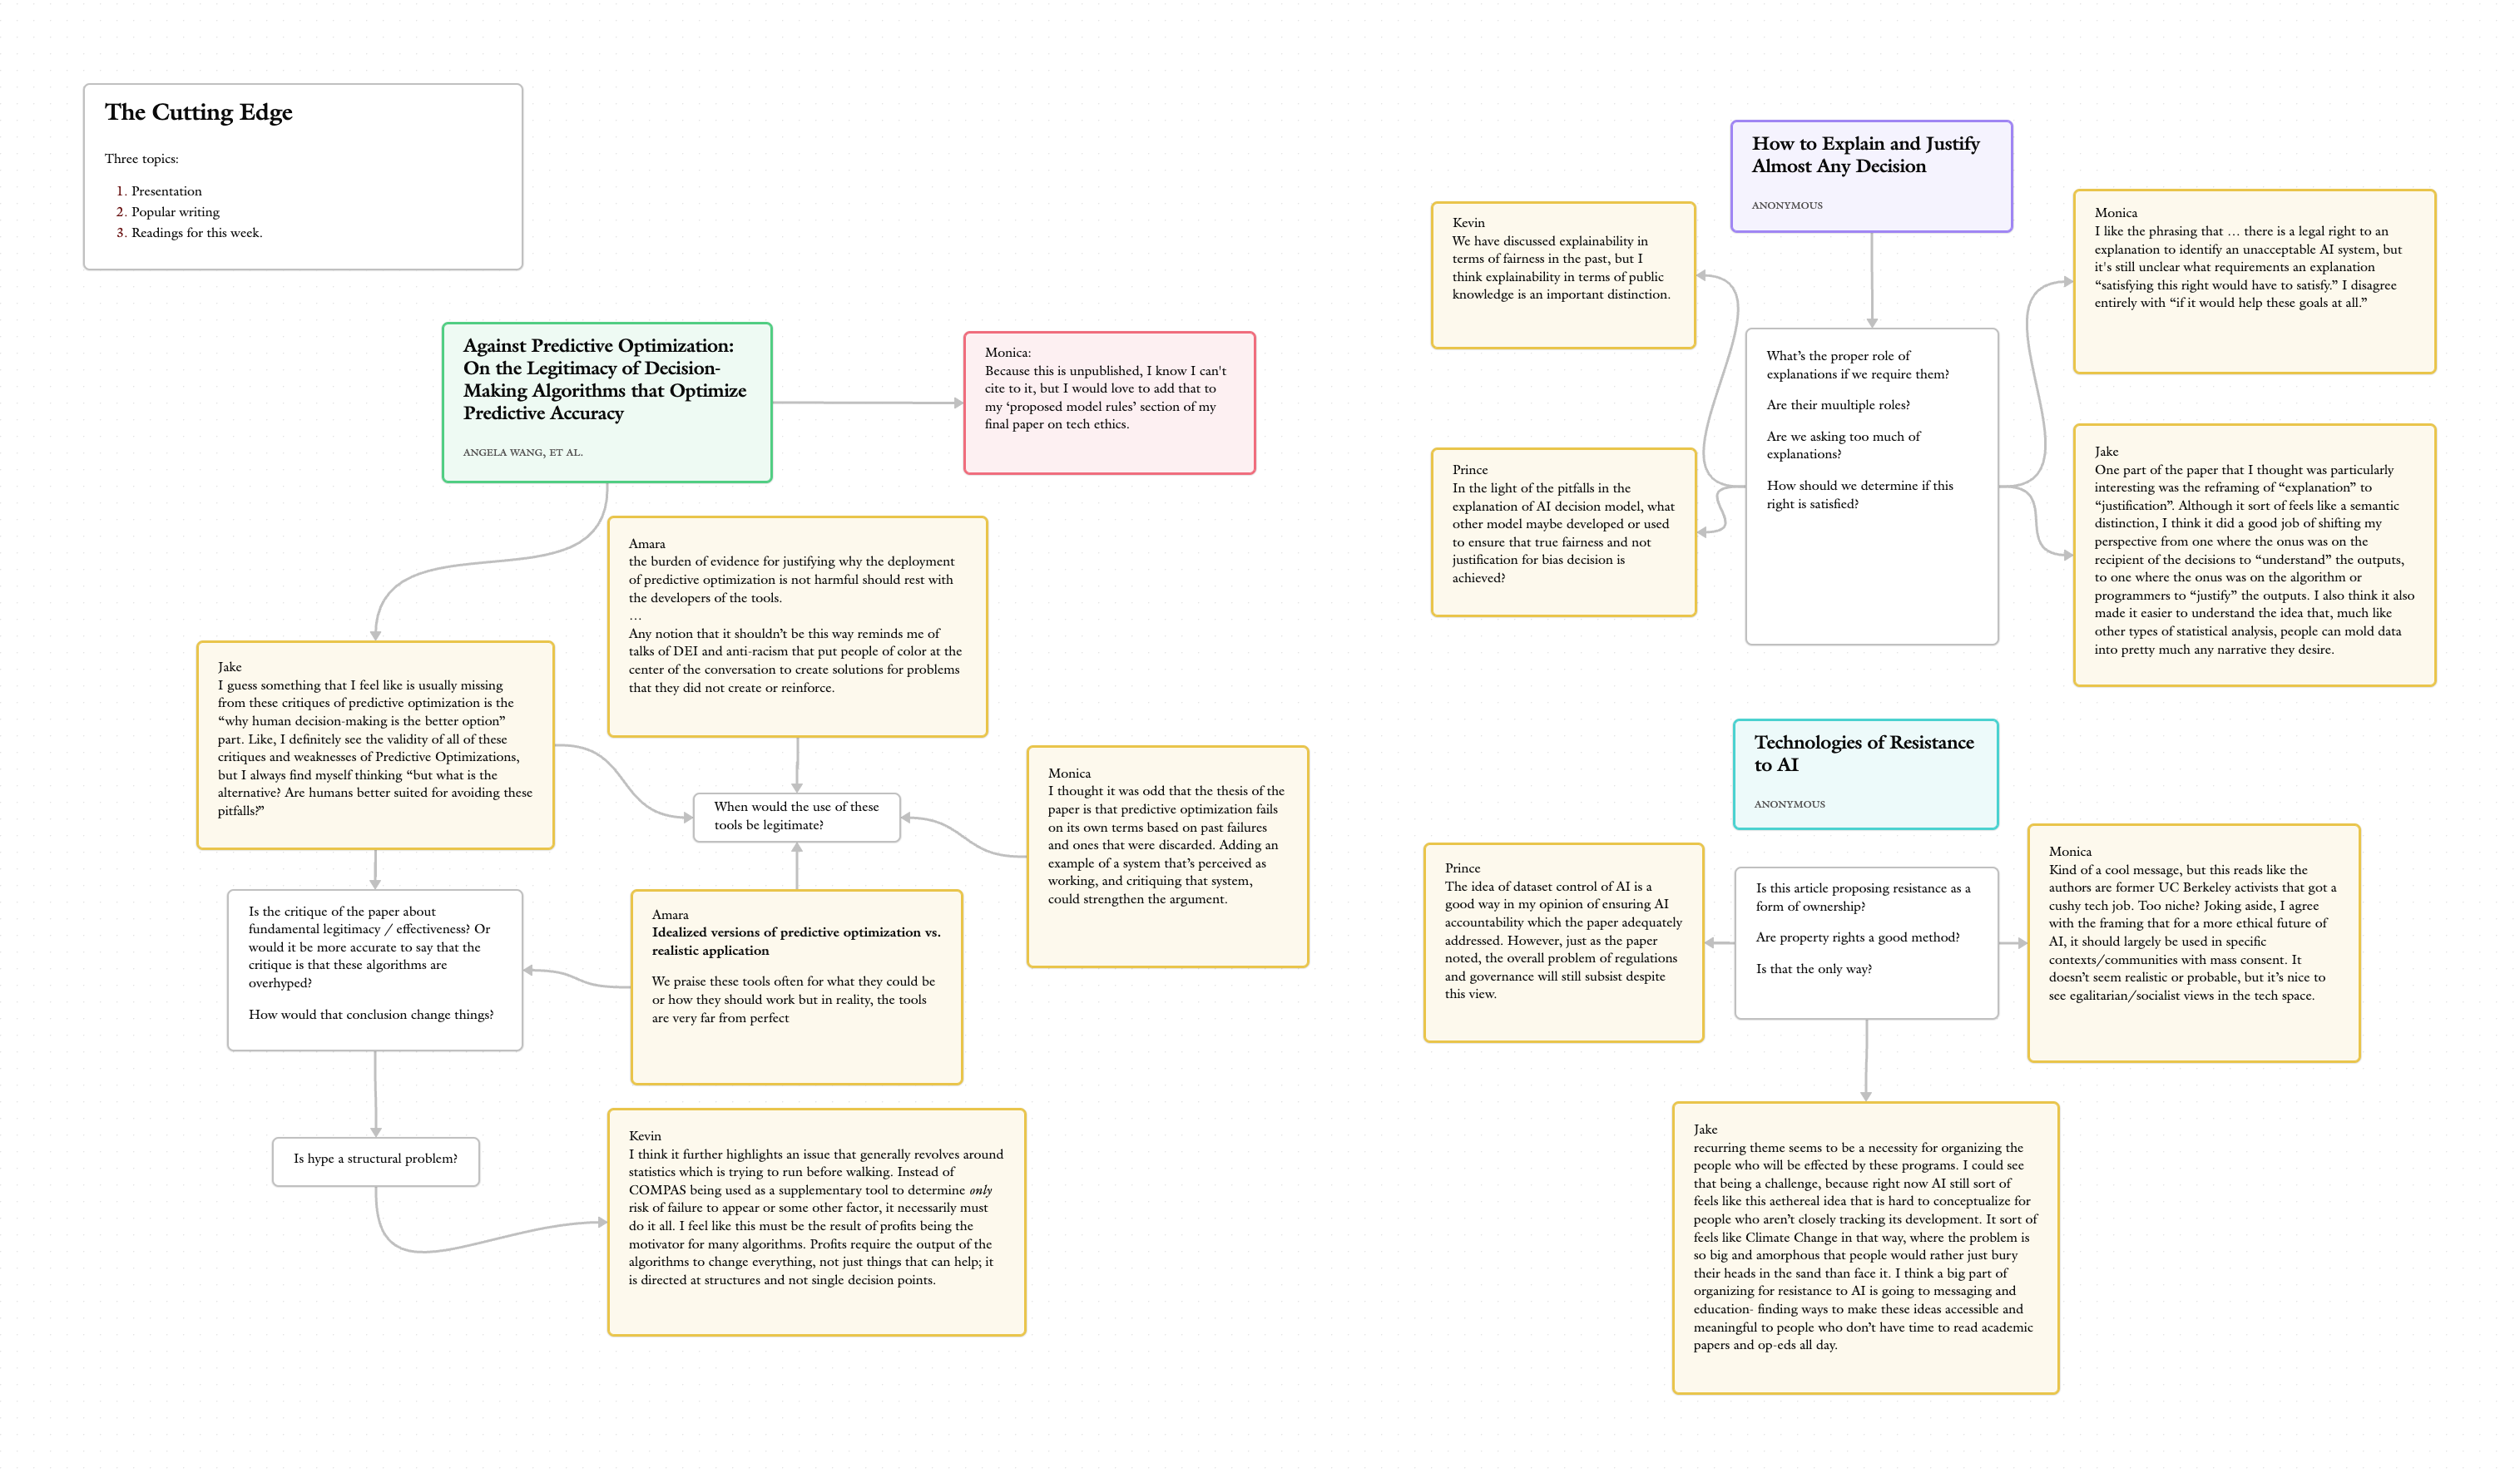 The Cutting Edge
Three topics:
1. Presentation
2. Popular writing
3. Readings for this week.
Against Predictive Optimization:
On the Legitimacy of Decision-
Making Algorithms that Optimize
Predictive Accuracy
ANGELA WANG, ET AL.
Monica:
Because this is unpublished, I know I can't
cite to it, but I would love to add that to
my ‘proposed model rules’ section of my
final paper on tech ethics.
Amara
the burden of evidence for justifying why the deployment
of predictive optimization is not harmful should rest with
the developers of the tools.
…
Any notion that it shouldn’t be this way reminds me of
talks of DEI and anti-racism that put people of color at the
center of the conversation to create solutions for problems
that they did not create or reinforce.
Jake
I guess something that I feel like is usually missing
from these critiques of predictive optimization is the
“why human decision-making is the better option”
part. Like, I definitely see the validity of all of these
critiques and weaknesses of Predictive Optimizations,
but I always find myself thinking “but what is the
alternative? Are humans better suited for avoiding these
pitfalls?”
When would the use of these
tools be legitimate?
Monica
I thought it was odd that the thesis of the
paper is that predictive optimization fails
on its own terms based on past failures
and ones that were discarded. Adding an
example of a system that’s perceived as
working, and critiquing that system,
could strengthen the argument.
Is the critique of the paper about
fundamental legitimacy / effectiveness? Or
would it be more accurate to say that the
critique is that these algorithms are
overhyped?
How would that conclusion change things?
Amara
Idealized versions of predictive optimization vs.
realistic application
We praise these tools often for what they could be
or how they should work but in reality, the tools
are very far from perfect
Is hype a structural problem?
Kevin
I think it further highlights an issue that generally revolves around
statistics which is trying to run before walking. Instead of
COMPAS being used as a supplementary tool to determine only
risk of failure to appear or some other factor, it necessarily must
do it all. I feel like this must be the result of profits being the
motivator for many algorithms. Profits require the output of the
algorithms to change everything, not just things that can help; it
is directed at structures and not single decision points.
How to Explain and Justify
Almost Any Decision
ANONYMOUS
Kevin
We have discussed explainability in
terms of fairness in the past, but I
think explainability in terms of public
knowledge is an important distinction.
Monica
I like the phrasing that … there is a legal right to an
explanation to identify an unacceptable AI system, but
it's still unclear what requirements an explanation
“satisfying this right would have to satisfy.” I disagree
entirely with “if it would help these goals at all.”
What’s the proper role of
explanations if we require them?
Are their muultiple roles?
Are we asking too much of
explanations?
How should we determine if this
right is satisfied?
Prince
In the light of the pitfalls in the
explanation of AI decision model, what
other model maybe developed or used
to ensure that true fairness and not
justification for bias decision is
achieved?
Jake
One part of the paper that I thought was particularly
interesting was the reframing of “explanation” to
“justification”. Although it sort of feels like a semantic
distinction, I think it did a good job of shifting my
perspective from one where the onus was on the
recipient of the decisions to “understand” the outputs,
to one where the onus was on the algorithm or
programmers to “justify” the outputs. I also think it also
made it easier to understand the idea that, much like
other types of statistical analysis, people can mold data
into pretty much any narrative they desire.
Technologies of Resistance
to AI
ANONYMOUS
Prince
The idea of dataset control of AI is a
good way in my opinion of ensuring AI
accountability which the paper adequately
addressed. However, just as the paper
noted, the overall problem of regulations
and governance will still subsist despite
this view.
Is this article proposing resistance as a
form of ownership?
Are property rights a good method?
Is that the only way?
Monica
Kind of a cool message, but this reads like the
authors are former UC Berkeley activists that got a
cushy tech job. Too niche? Joking aside, I agree
with the framing that for a more ethical future of
AI, it should largely be used in specific
contexts/communities with mass consent. It
doesn’t seem realistic or probable, but it’s nice to
see egalitarian/socialist views in the tech space.
Jake
recurring theme seems to be a necessity for organizing the
people who will be effected by these programs. I could see
that being a challenge, because right now AI still sort of
feels like this aethereal idea that is hard to conceptualize for
people who aren’t closely tracking its development. It sort of
feels like Climate Change in that way, where the problem is
so big and amorphous that people would rather just bury
their heads in the sand than face it. I think a big part of
organizing for resistance to AI is going to messaging and
education- finding ways to make these ideas accessible and
meaningful to people who don’t have time to read academic
papers and op-eds all day.